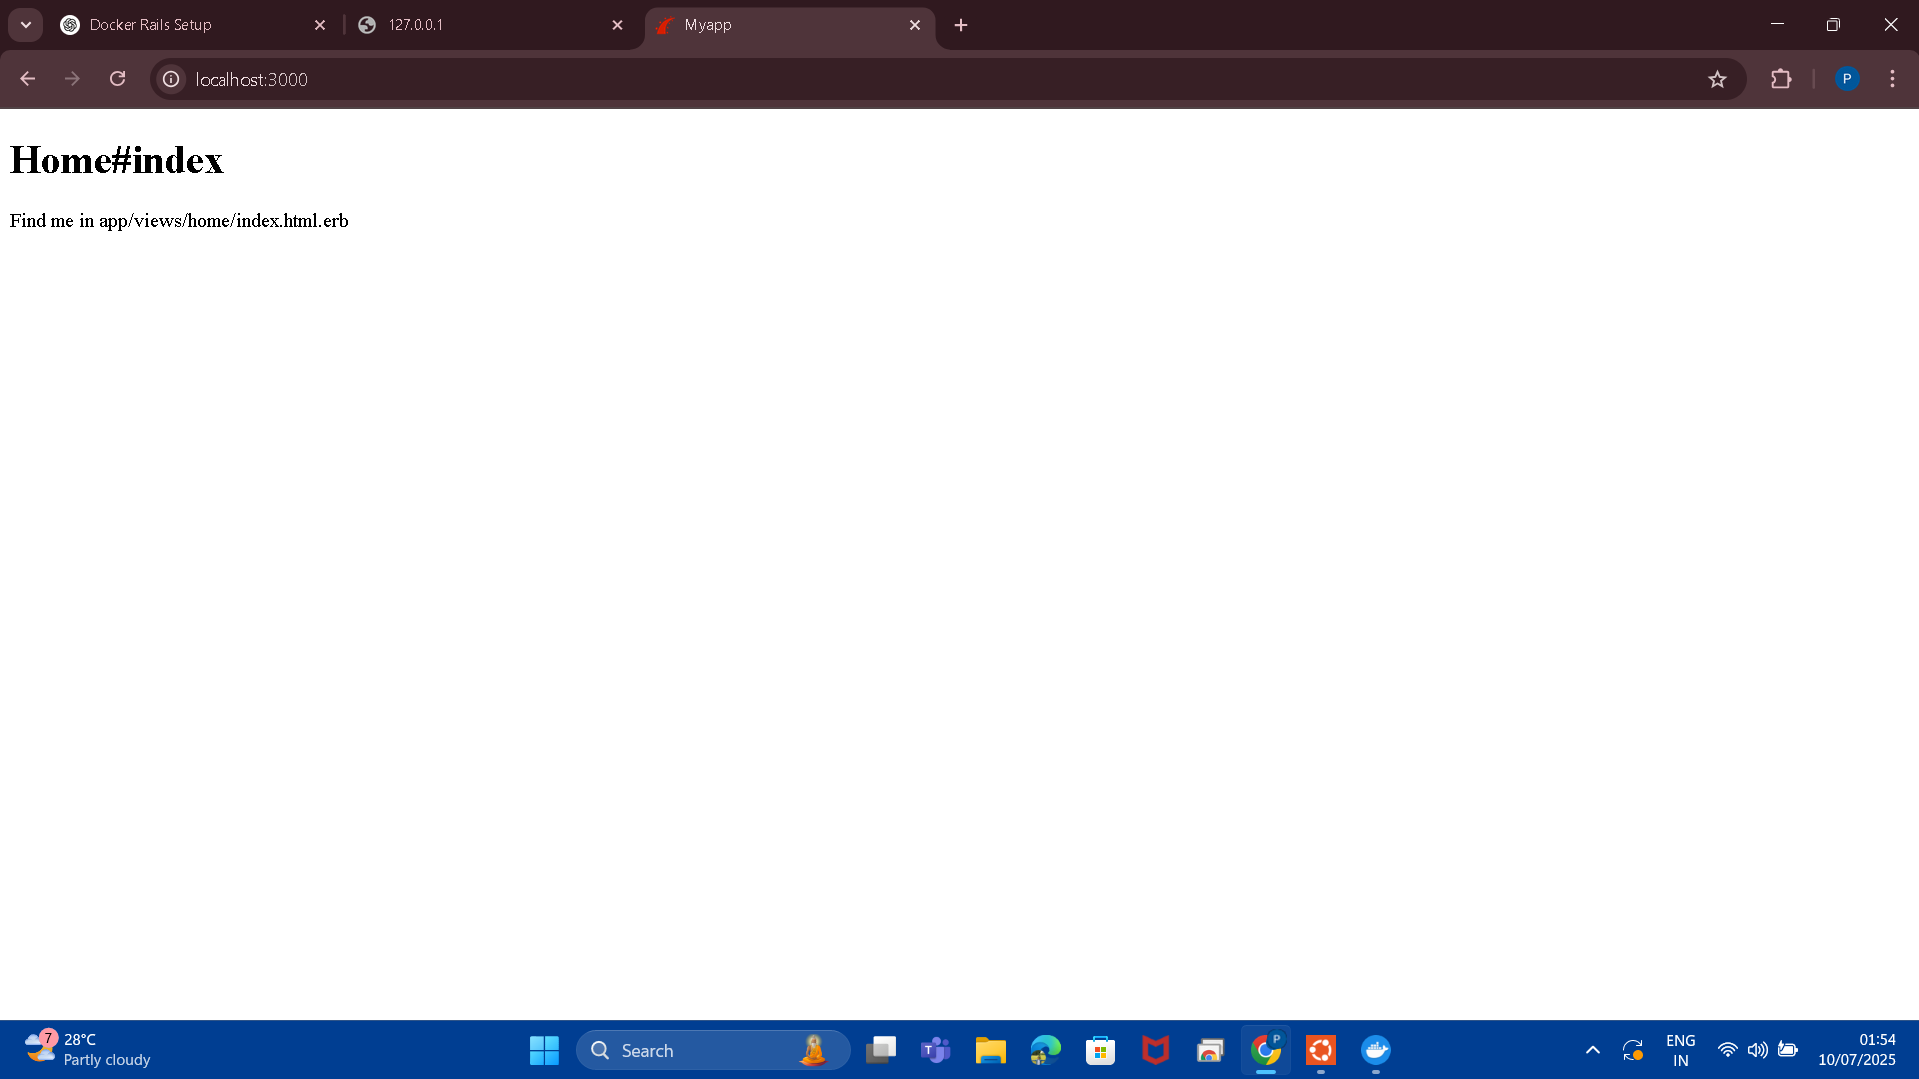 Docker Rails Setup
127.0.0.1
Myapp
localhost:3000
P
Home#index
Find me in app/views/home/index.html.erb
7
28°C
Partly cloudy
Search
T
P
ENG
IN
01:54
10/07/2025